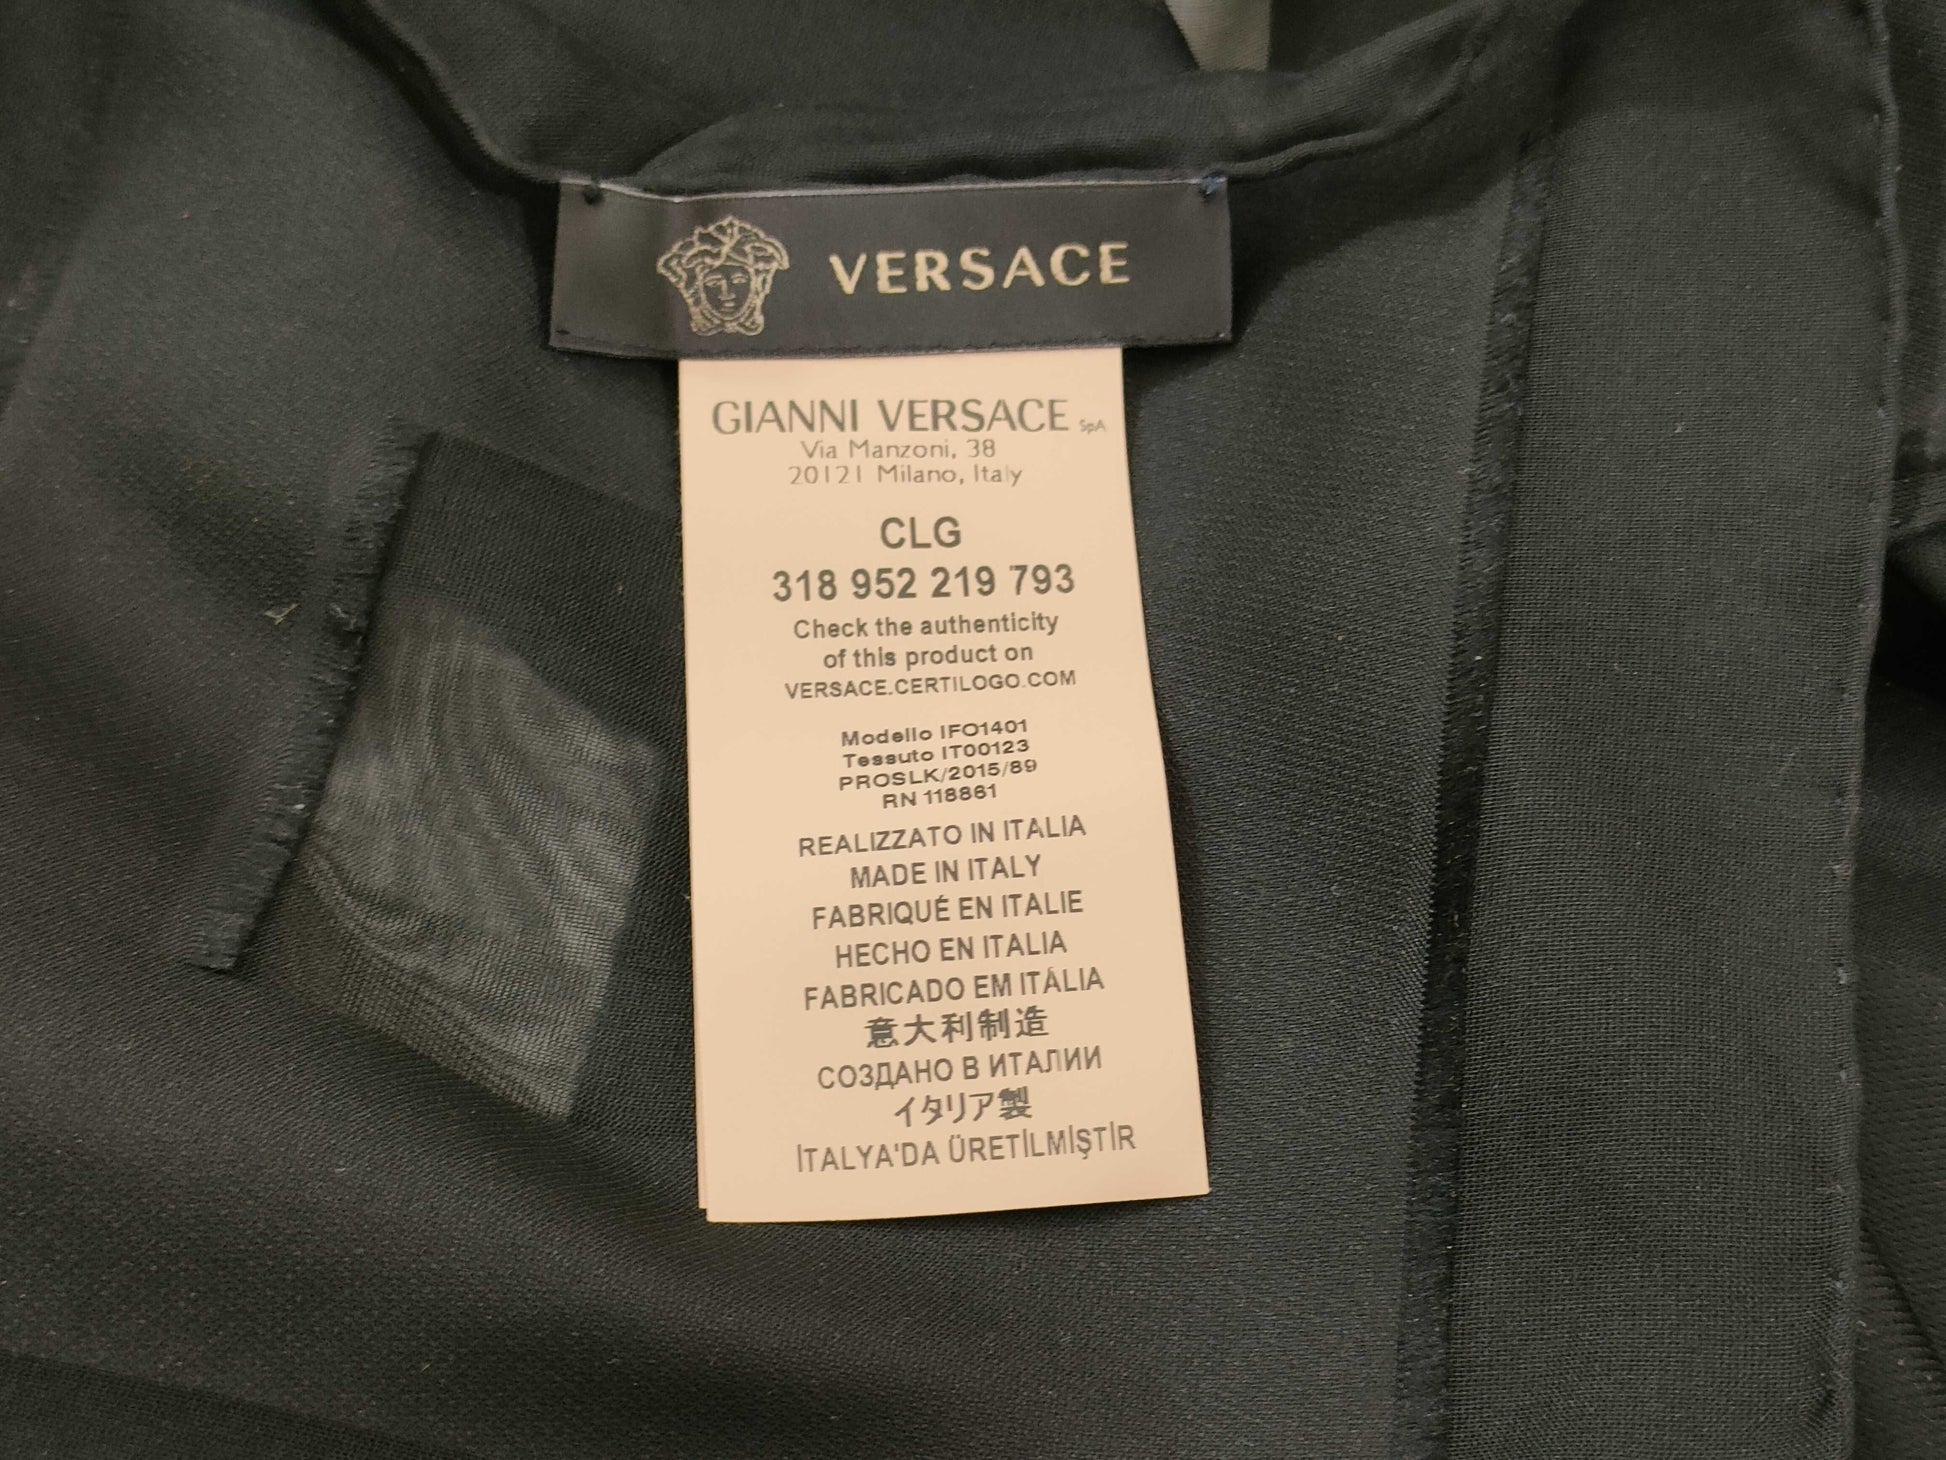 VERSACE
GIANNI VERSACE SpA
Via Manzoni, 38
20121 Milano, Italy
CLG
318 952 219 793
Check the authenticity
of this product on
VERSACE.CERTILOGO.COM
Modello IFO1401
Tessuto IT00123
PROSLK/2015/89
RN 118861
REALIZZATO IN ITALIA
MADE IN ITALY
FABRIQUÉ EN ITALIE
HECHO EN ITALIA
FABRICADO EM ITÁLIA
意大利制造
СОЗДАНО В ИТАЛИИ
イタリア製
İTALYA'DA ÜRETİLMİŞTİR